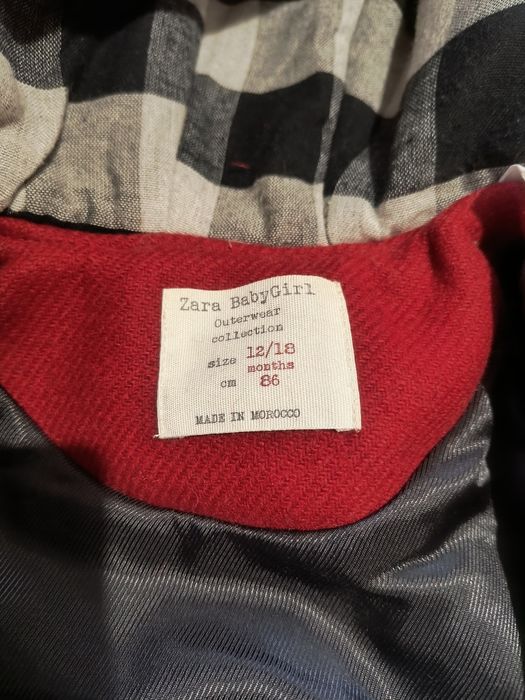 Zara BabyGirl
Outerwear
collection
size 12/18
months
cm 86
MADE IN MOROCCO